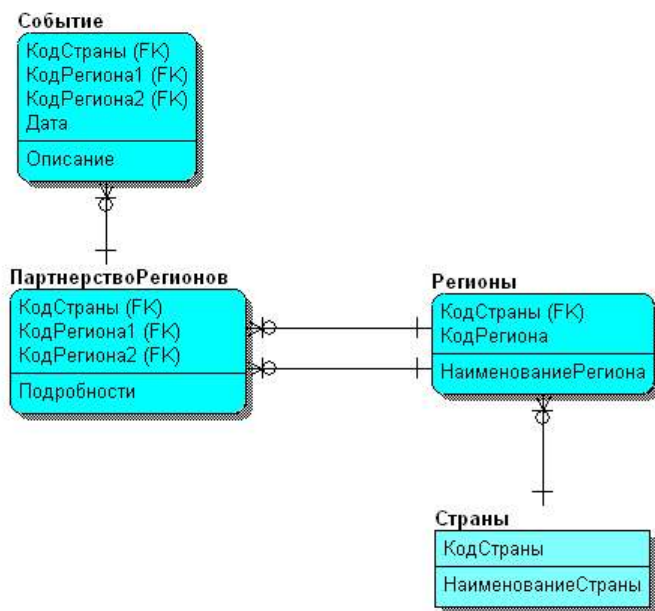 Событие
КодСтраны (FK)
КодРегиона1 (FK)
КодРегиона2 (FK)
Дата
Описание
ПартнерствоРегионов
КодСтраны (FK)
КодРегиона1 (FK)
КодРегиона2 (FK)
Подробности
Регионы
КодСтраны (FK)
КодРегиона
НаименованиеРегиона
Страны
КодСтраны
НаименованиеСтраны